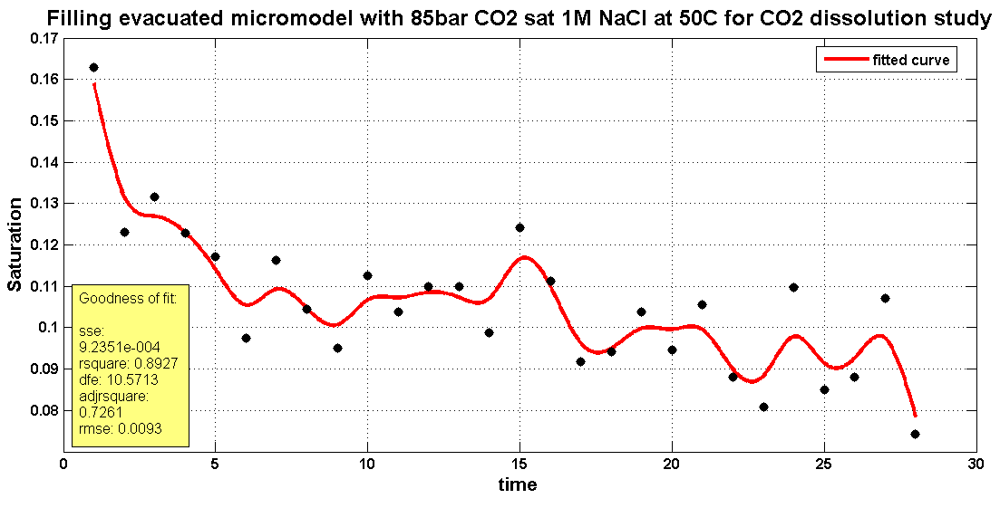 Filling evacuated micromodel with 85bar CO2 sat 1M NaCl at 50C for CO2 dissolution study
0.17
fitted curve
0.16
0.15
0.14
0.13
0.12
0.11
0.1
0.09
0.08
Saturation
Goodness of fit:
sse:
9.2351e-004
rsquare: 0.8927
dfe: 10.5713
adjrsquare:
0.7261
rmse: 0.0093
0 5 10 15 20 25 30
time